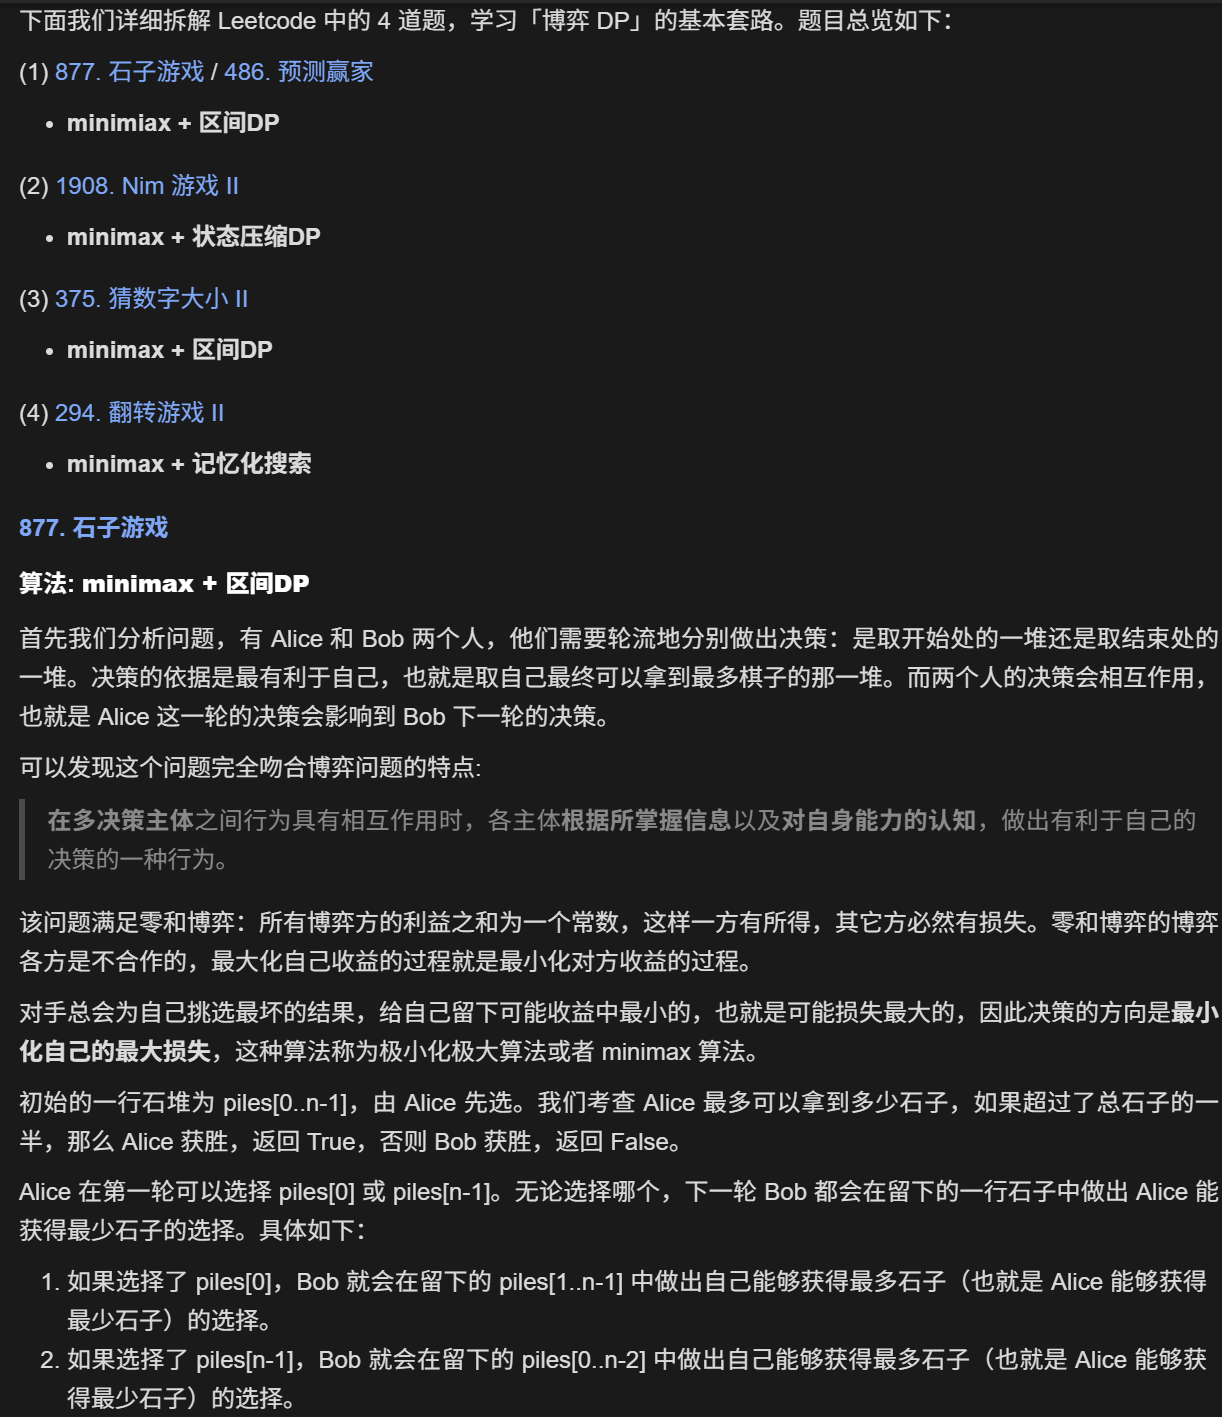 下面我们详细拆解 Leetcode 中的 4 道题，学习「博弈 DP」的基本套路。题目总览如下：
(1) 877. 石子游戏 / 486. 预测赢家
• minimiax + 区间DP
(2) 1908. Nim 游戏 II
• minimax + 状态压缩DP
(3) 375. 猜数字大小 II
• minimax + 区间DP
(4) 294. 翻转游戏 II
• minimax + 记忆化搜索
877. 石子游戏
算法: minimax + 区间DP
首先我们分析问题，有 Alice 和 Bob 两个人，他们需要轮流地分别做出决策：是取开始处的一堆还是取结束处的
一堆。决策的依据是最有利于自己，也就是取自己最终可以拿到最多棋子的那一堆。而两个人的决策会相互作用，
也就是 Alice 这一轮的决策会影响到 Bob 下一轮的决策。
可以发现这个问题完全吻合博弈问题的特点:
在多决策主体之间行为具有相互作用时，各主体根据所掌握信息以及对自身能力的认知，做出有利于自己的
决策的一种行为。
该问题满足零和博弈：所有博弈方的利益之和为一个常数，这样一方有所得，其它方必然有损失。零和博弈的博弈
各方是不合作的，最大化自己收益的过程就是最小化对方收益的过程。
对手总会为自己挑选最坏的结果，给自己留下可能收益中最小的，也就是可能损失最大的，因此决策的方向是最小
化自己的最大损失，这种算法称为极小化极大算法或者 minimax 算法。
初始的一行石堆为 piles[0..n-1]，由 Alice 先选。我们考查 Alice 最多可以拿到多少石子，如果超过了总石子的一
半，那么 Alice 获胜，返回 True，否则 Bob 获胜，返回 False。
Alice 在第一轮可以选择 piles[0] 或 piles[n-1]。无论选择哪个，下一轮 Bob 都会在留下的一行石子中做出 Alice 能
获得最少石子的选择。具体如下：
1. 如果选择了 piles[0]，Bob 就会在留下的 piles[1..n-1] 中做出自己能够获得最多石子（也就是 Alice 能够获得
最少石子）的选择。
2. 如果选择了 piles[n-1]，Bob 就会在留下的 piles[0..n-2] 中做出自己能够获得最多石子（也就是 Alice 能够获
得最少石子）的选择。